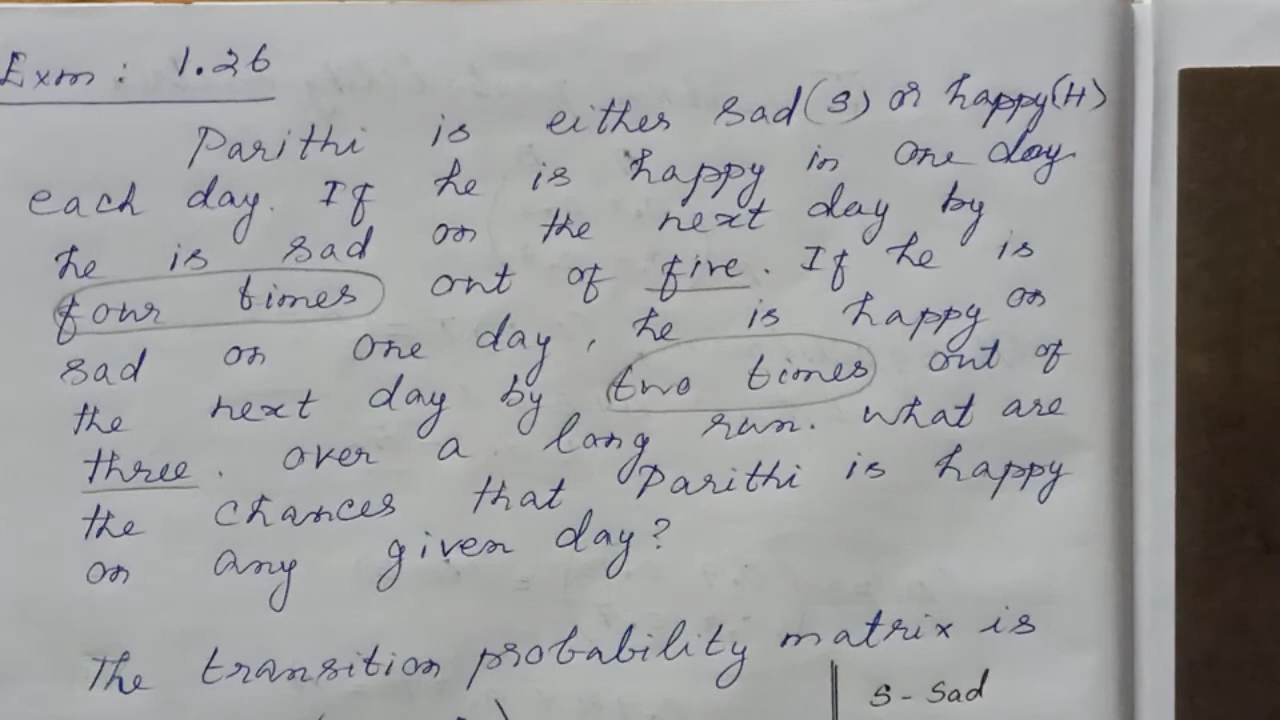 Exm: 1.26
Parithi is either sad(S) or happy(H)
each day. If he is happy in one day
he is sad on the next day by
four times out of five. If he is
sad on one day, he is happy on
the next day by two times out of
three. over a long run. what are
the chances that Parithi is happy
on any given day?
The transition probability matrix is
S - Sad